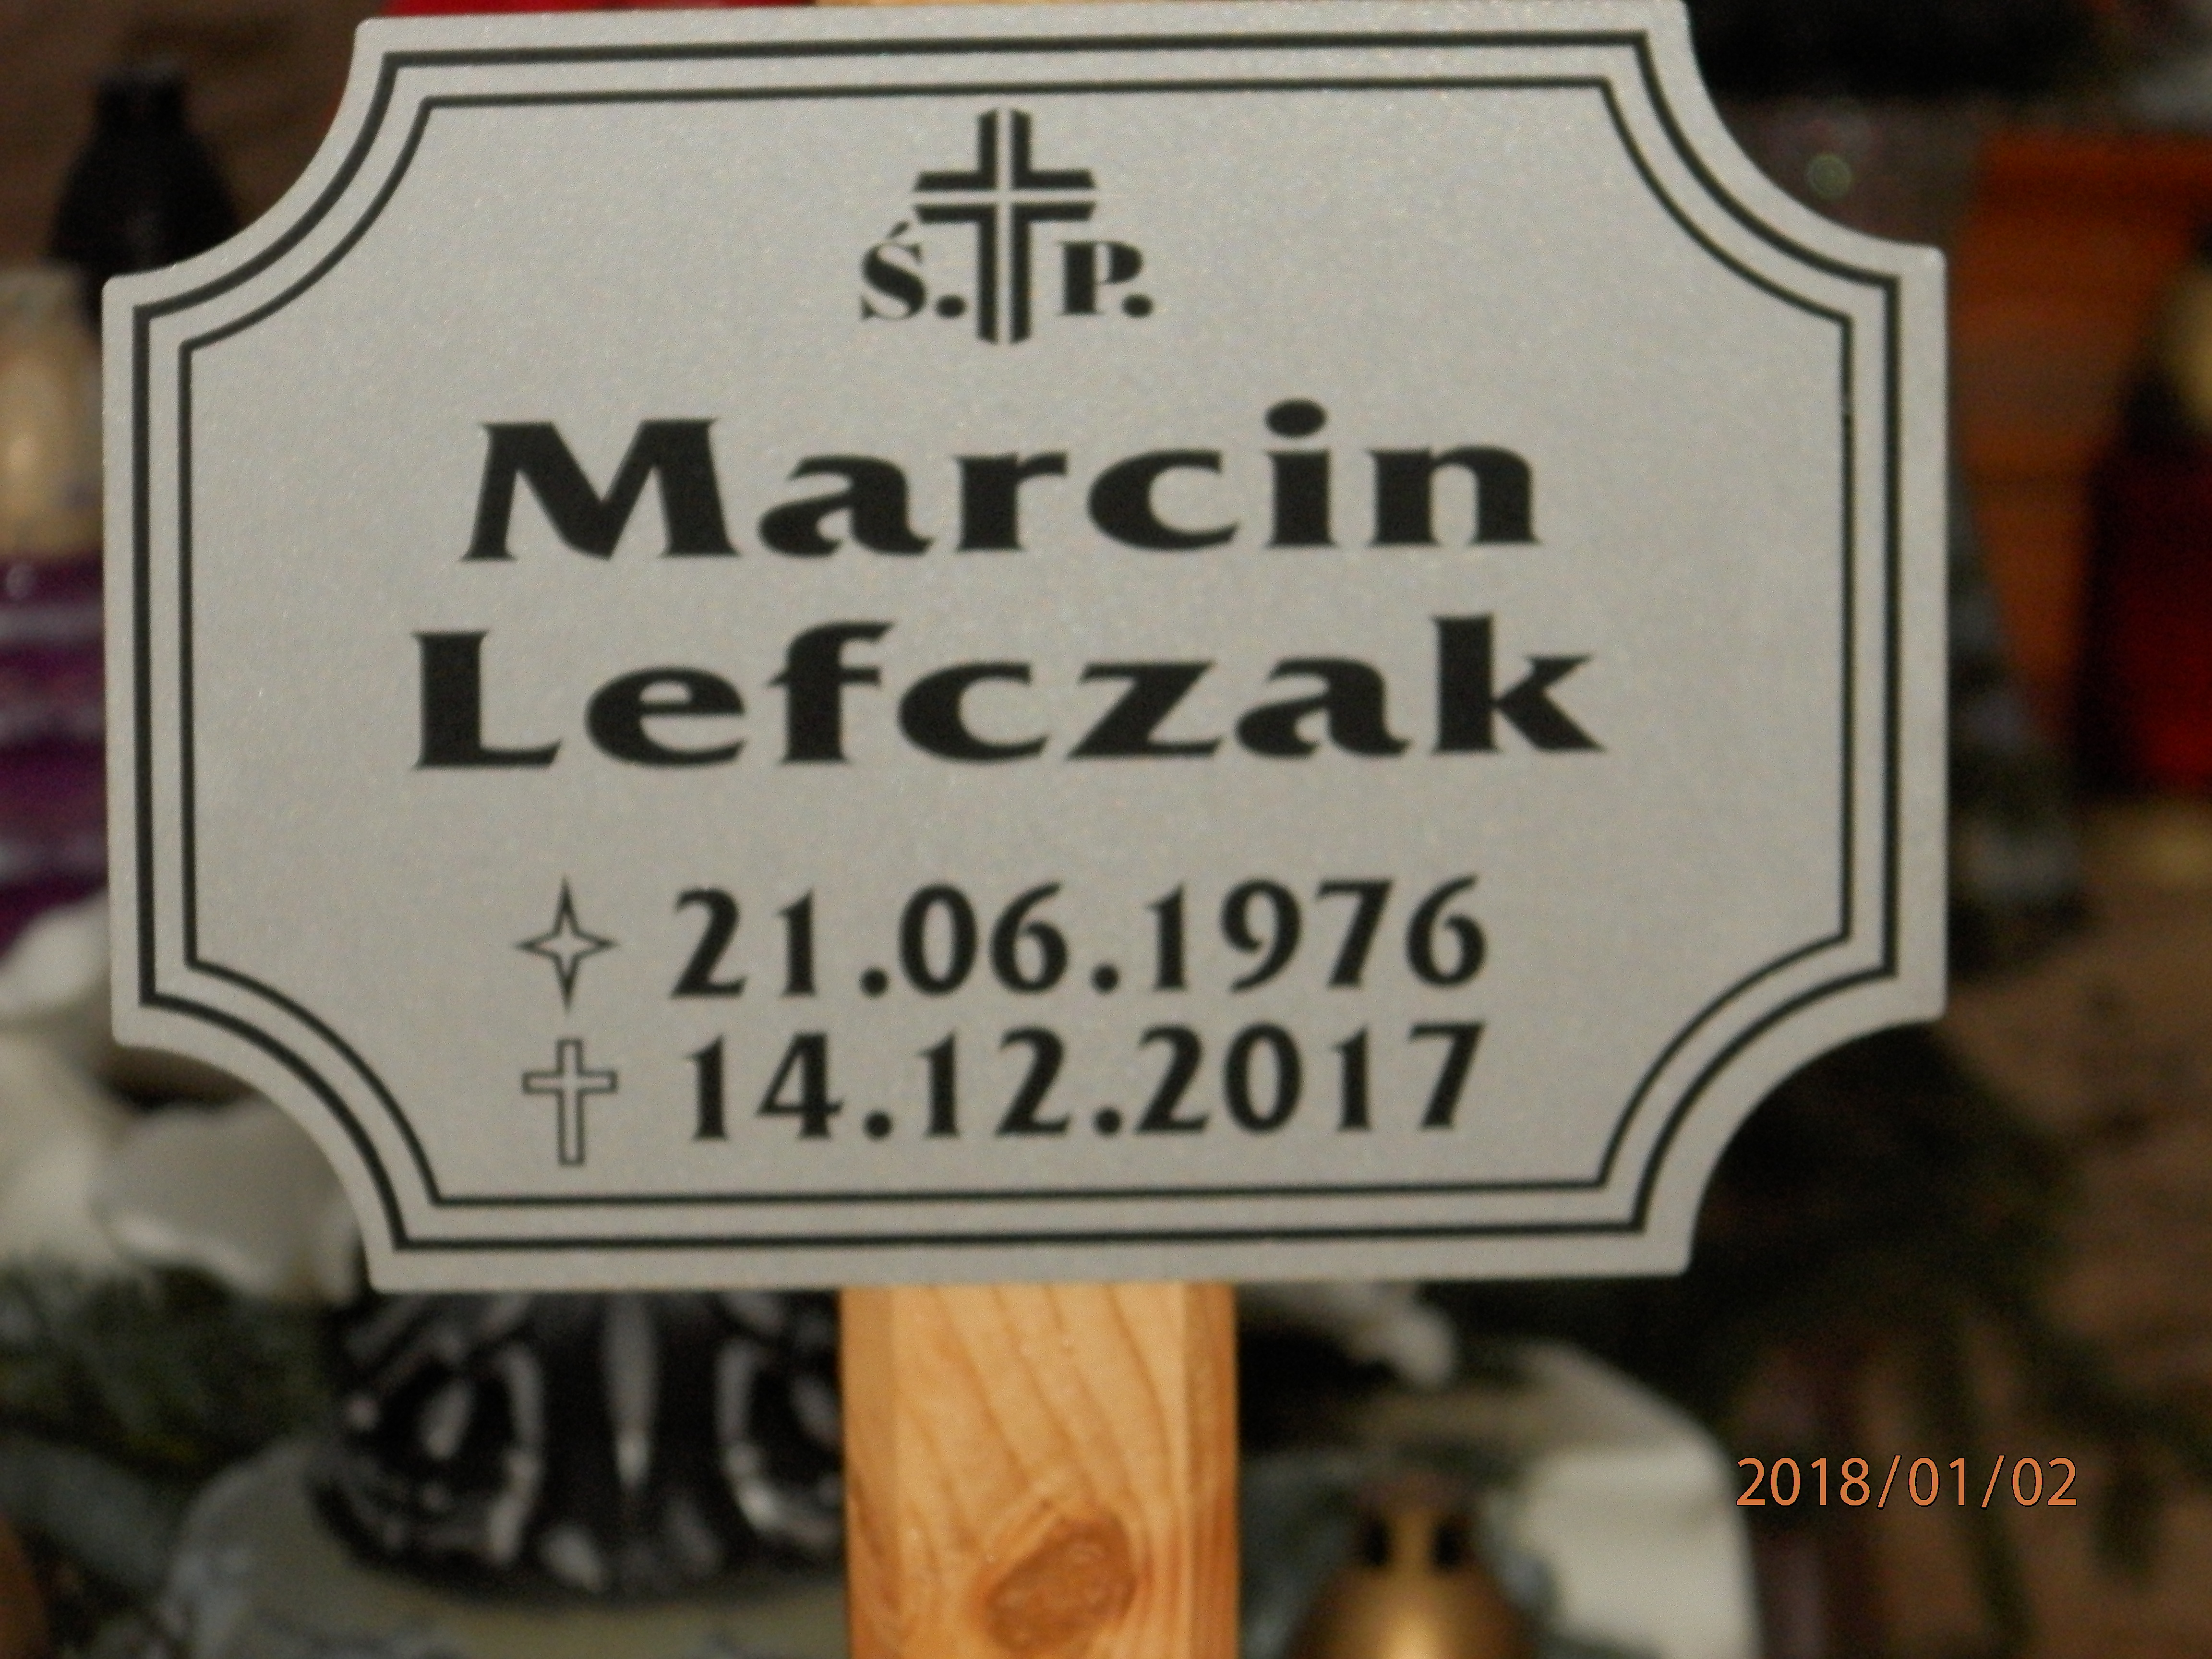 Ś. P.
Marcin
Lefczak
21.06.1976
14.12.2017
2018/01/02